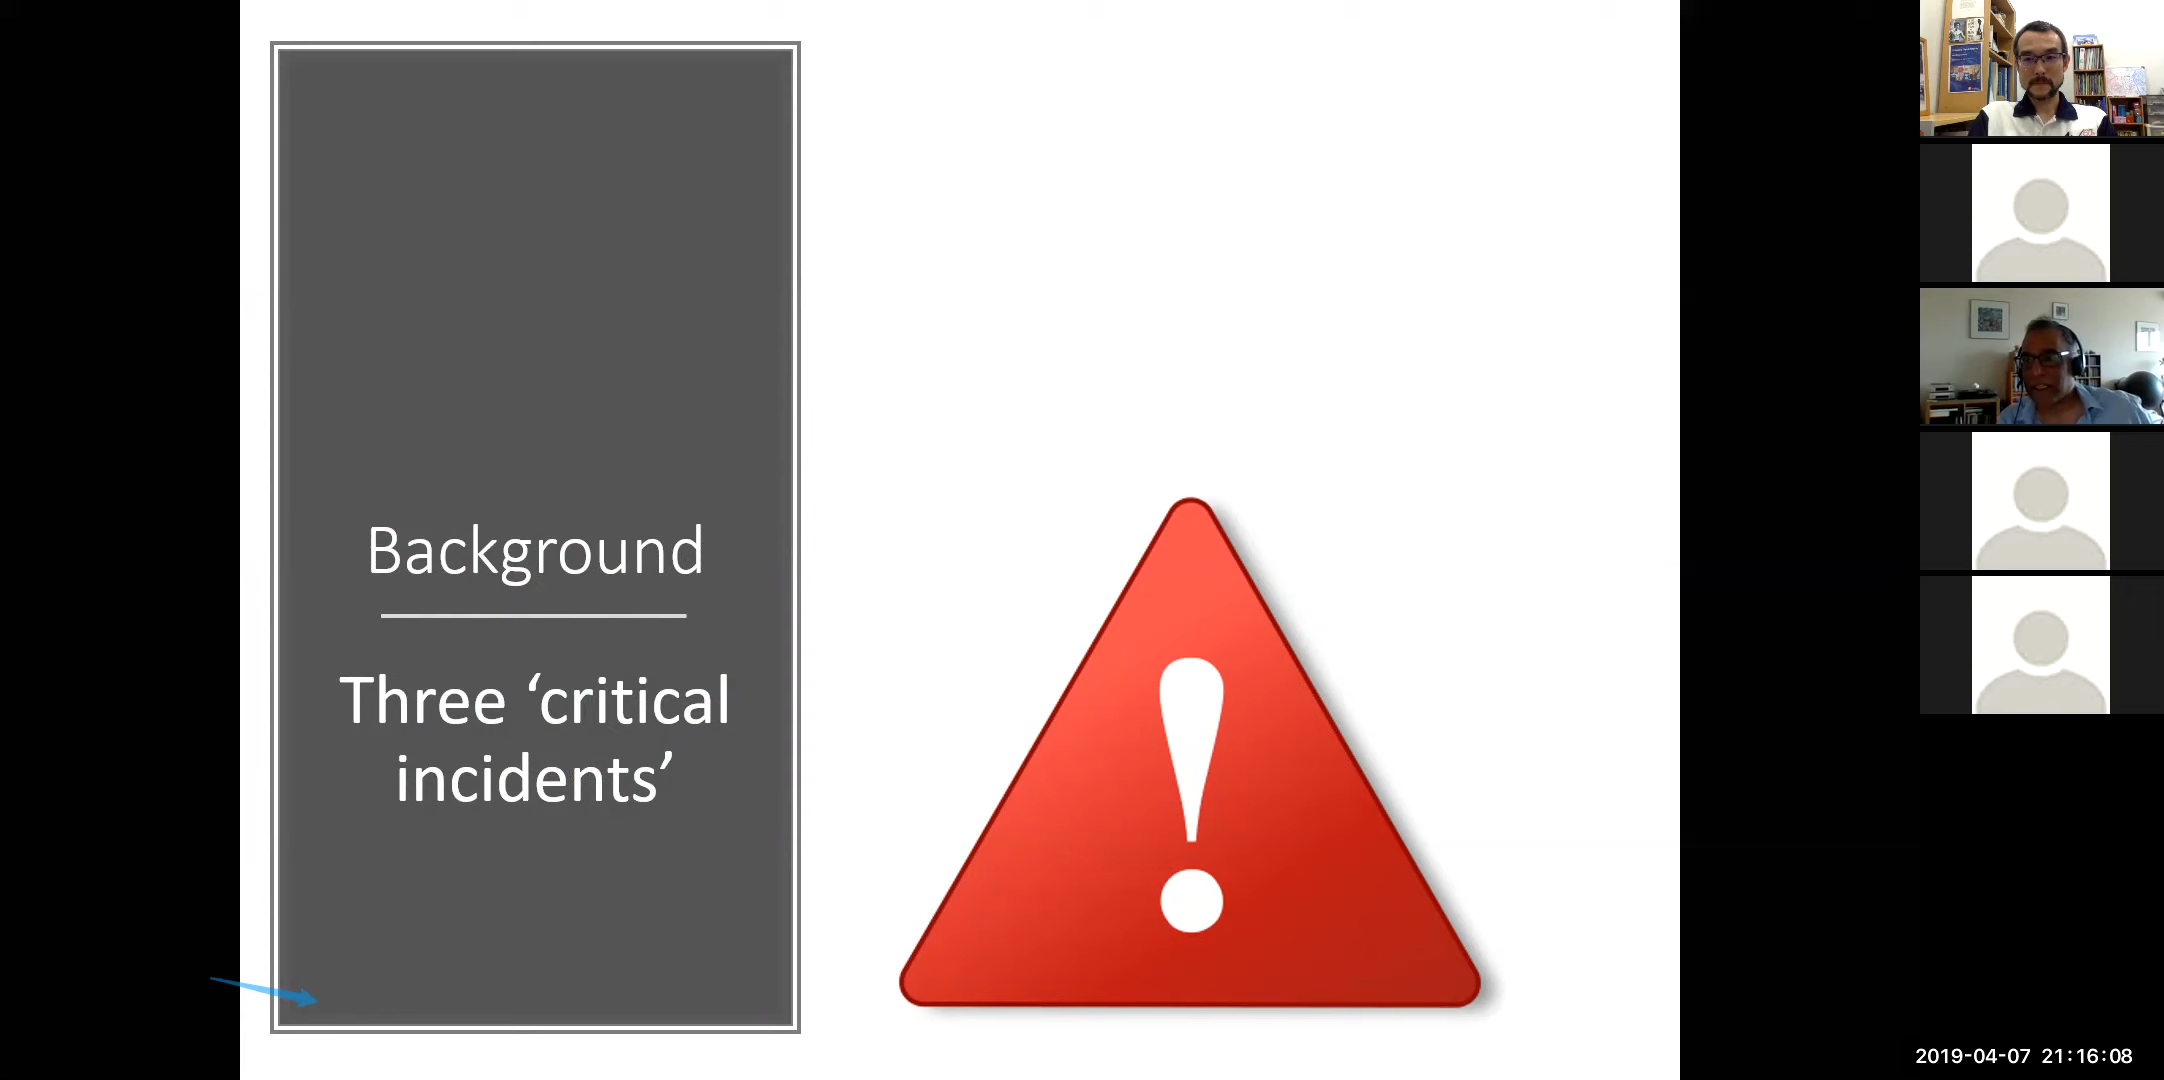 Background
Three ‘critical
incidents’
!
2019-04-07 21:16:08